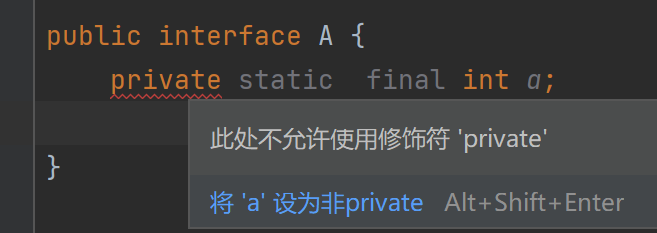 public interface A {
private static  final int a;
此处不允许使用修饰符 'private'
将 'a' 设为非private Alt+Shift+Enter
}